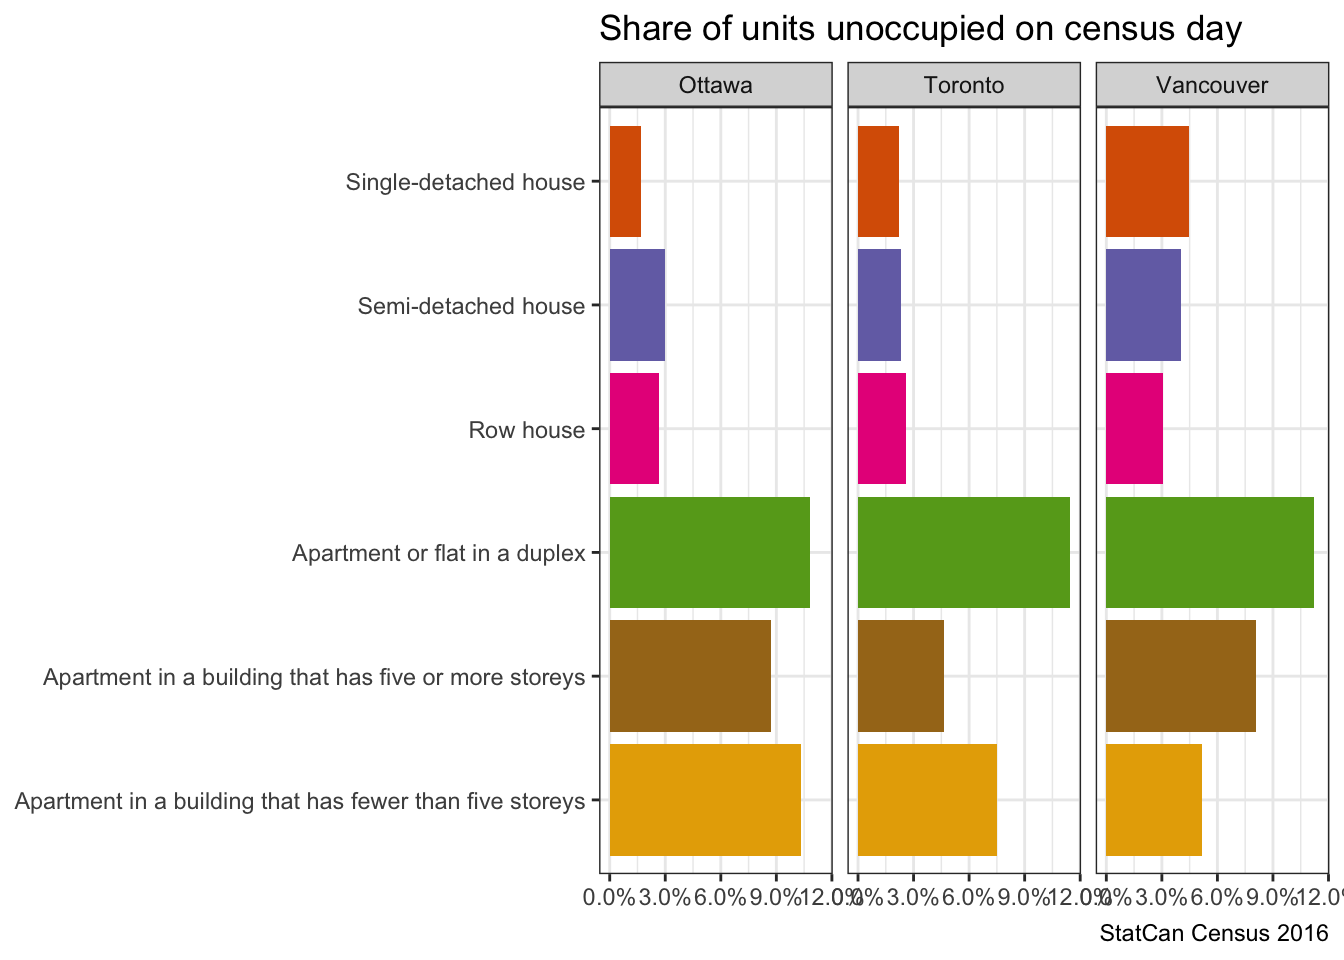 Share of units unoccupied on census day
Ottawa
Toronto
Vancouver
Single-detached house
Semi-detached house
Row house
Apartment or flat in a duplex
Apartment in a building that has five or more storeys
Apartment in a building that has fewer than five storeys
0.0% 3.0% 6.0% 9.0% 12.0%
0.0% 3.0% 6.0% 9.0% 12.0%
0.0% 3.0% 6.0% 9.0% 12.0%
StatCan Census 2016